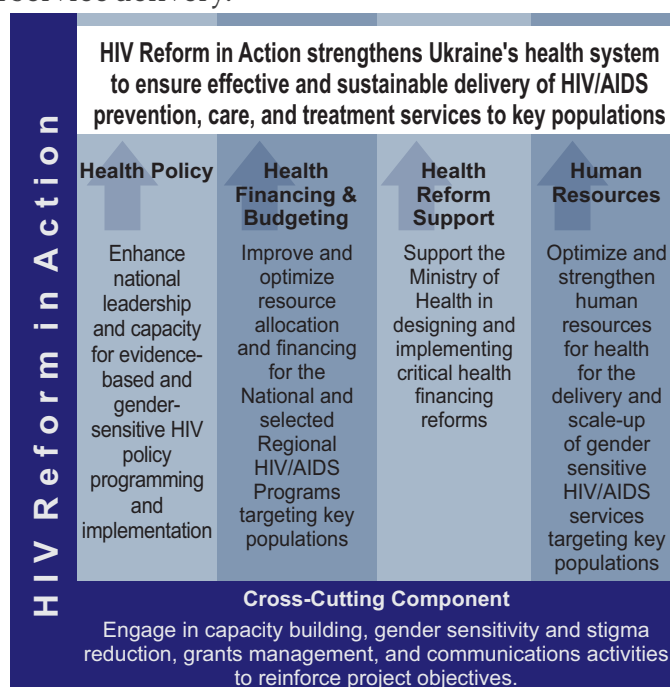 service delivery.
HIV Reform in Action strengthens Ukraine's health system
to ensure effective and sustainable delivery of HIV/AIDS
prevention, care, and treatment services to key populations
HIV Reform in Action
Health Policy
Enhance
national
leadership
and capacity
for evidence-
based and
gender-
sensitive HIV
policy
programming
and
implementation
Health
Financing &
Budgeting
Improve and
optimize
resource
allocation
and financing
for the
National and
selected
Regional
HIV/AIDS
Programs
targeting key
populations
Health
Reform
Support
Support the
Ministry of
Health in
designing and
implementing
critical health
financing
reforms
Human
Resources
Optimize and
strengthen
human
resources
for health
for the
delivery and
scale-up
of gender
sensitive
HIV/AIDS
services
targeting key
populations
Cross-Cutting Component
Engage in capacity building, gender sensitivity and stigma
reduction, grants management, and communications activities
to reinforce project objectives.